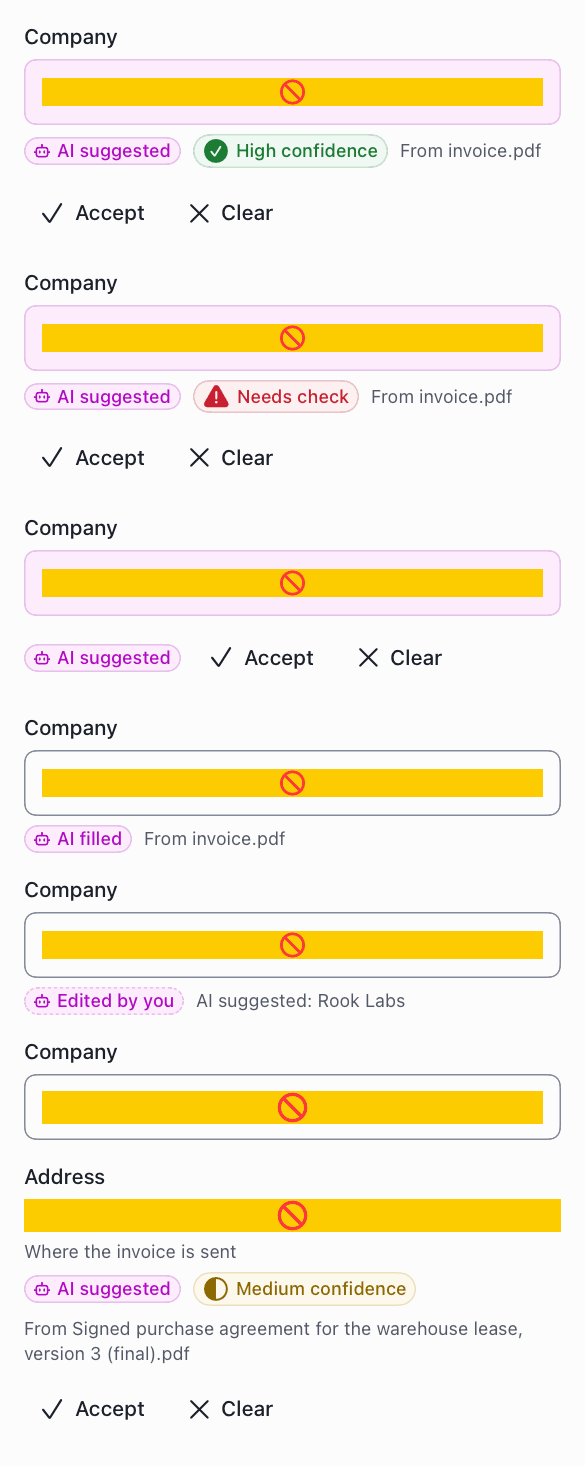 Company
AI suggested High confidence From invoice.pdf
Accept Clear
Company
AI suggested Needs check From invoice.pdf
Accept Clear
Company
AI suggested Accept Clear
Company
AI filled From invoice.pdf
Company
Edited by you AI suggested: Rook Labs
Company
Address
Where the invoice is sent
AI suggested Medium confidence
From Signed purchase agreement for the warehouse lease,
version 3 (final).pdf
Accept Clear